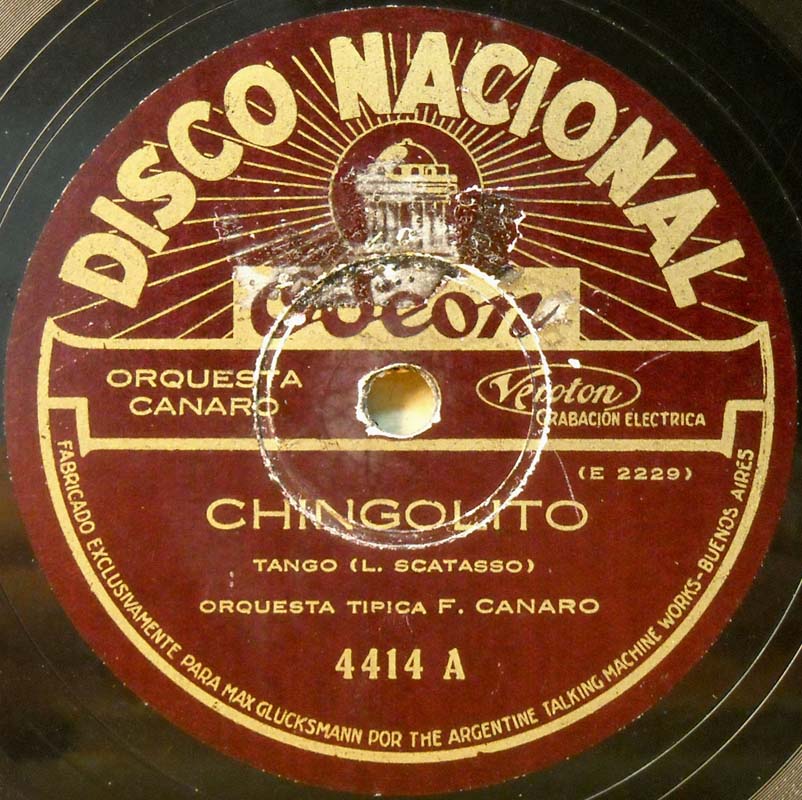 DISCO NACIONAL
Odeon
ORQUESTA
CANARO
Veroton
GRABACIÓN ELECTRICA
(E 2229)
CHINGOLITO
TANGO (L. SCATASSO)
ORQUESTA TIPICA F. CANARO
4414 A
FABRICADO EXCLUSIVAMENTE PARA MAX GLUCKSMANN POR THE ARGENTINE TALKING MACHINE WORKS-BUENOS AIRES